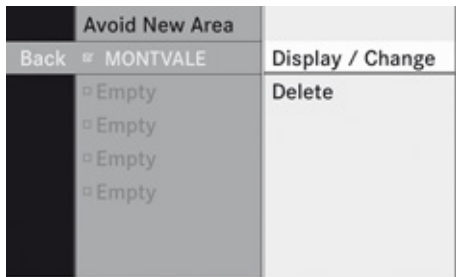 Avoid New Area
Back MONTVALE Display / Change
Empty Delete
Empty
Empty
Empty